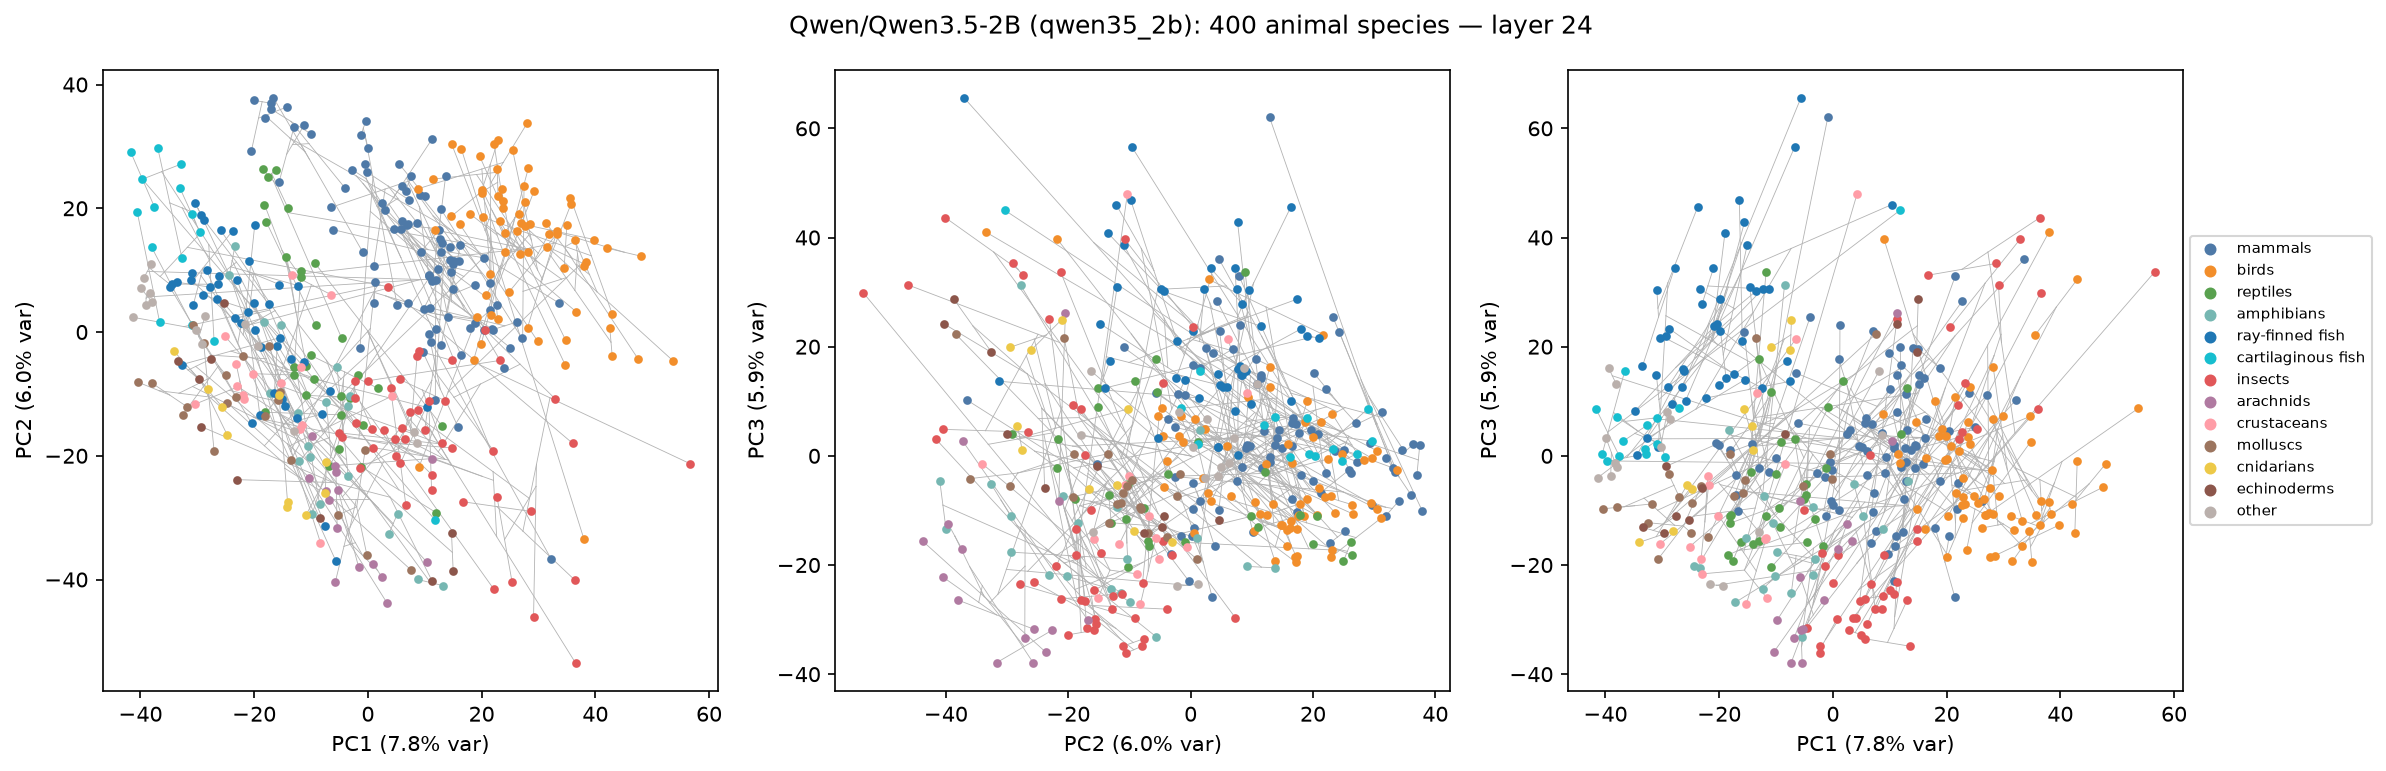 Qwen/Qwen3.5-2B (qwen35_2b): 400 animal species — layer 24
40
20
0
−20
−40
PC2 (6.0% var)
−40
−20
0
20
40
60
PC1 (7.8% var)
60
40
20
0
−20
−40
PC3 (5.9% var)
−40
−20
0
20
40
PC2 (6.0% var)
60
40
20
0
−20
−40
PC3 (5.9% var)
−40
−20
0
20
40
60
PC1 (7.8% var)
mammals
birds
reptiles
amphibians
ray-finned fish
cartilaginous fish
insects
arachnids
crustaceans
molluscs
cnidarians
echinoderms
other